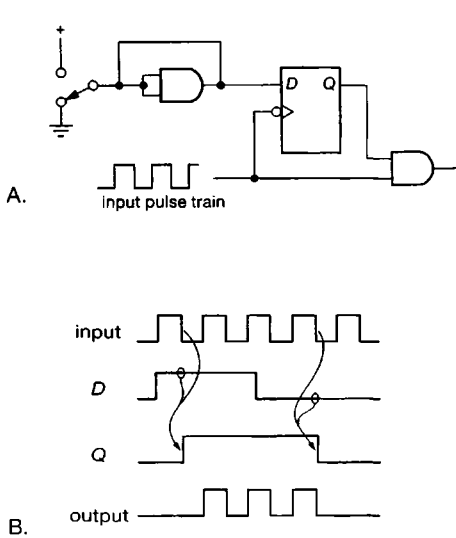 +
D Q
A.
input pulse train
input
D
Q
output
B.